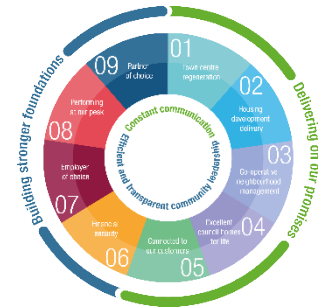 Building stronger foundations
Delivering on our promises
Constant communication
Efficient and transparent community leadership
01
Town centre
regeneration
02
Housing
development
delivery
03
Co-operative
neighbourhood
management
04
Excellent
council homes
for life
05
Connected to
our customers
06
Financial
security
07
Employer
of choice
08
Performing
at our peak
09
Partner
of choice